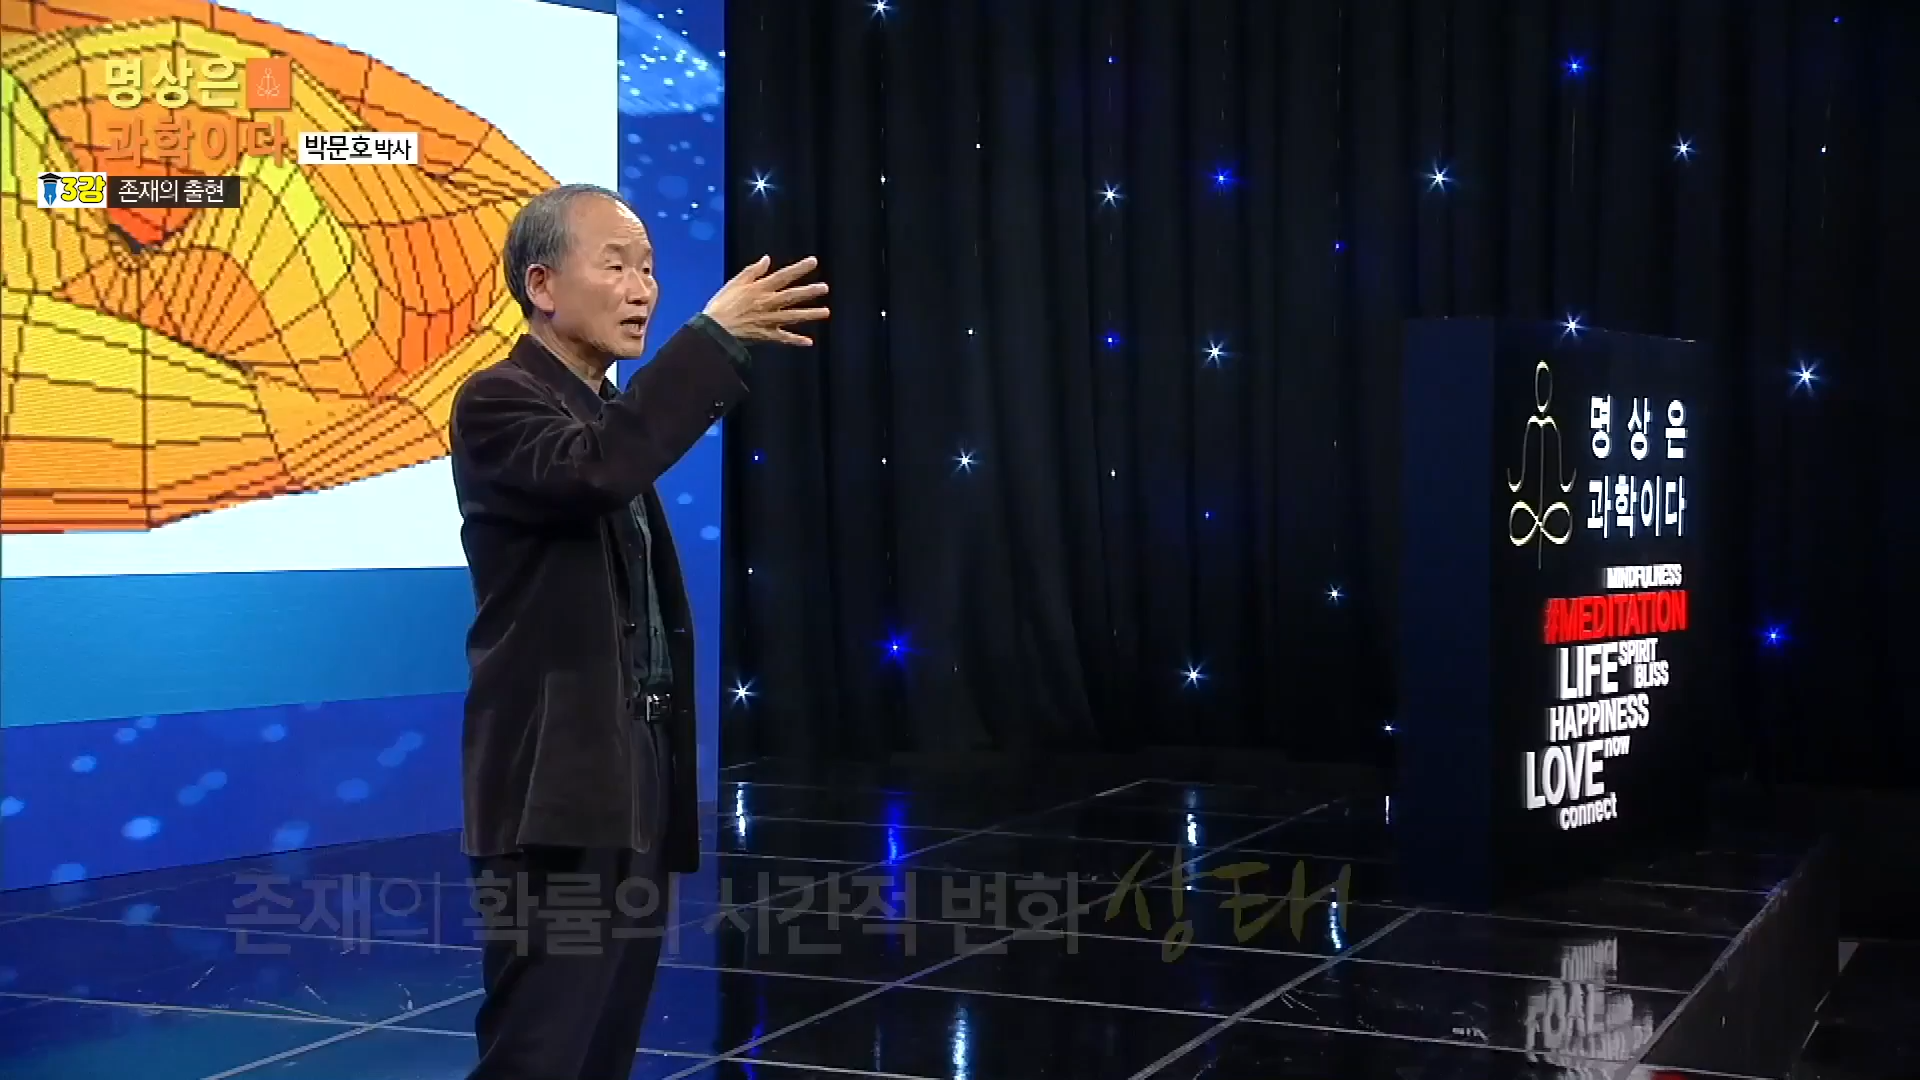 명상은
과학이다 박문호 박사
3강 존재의 출현
명상은
과학이다
MINDFULNESS
#MEDITATION
LIFE SPIRIT
BLISS
HAPPINESS
LOVE now
connect
존재의 확률의 시간적 변화 상태